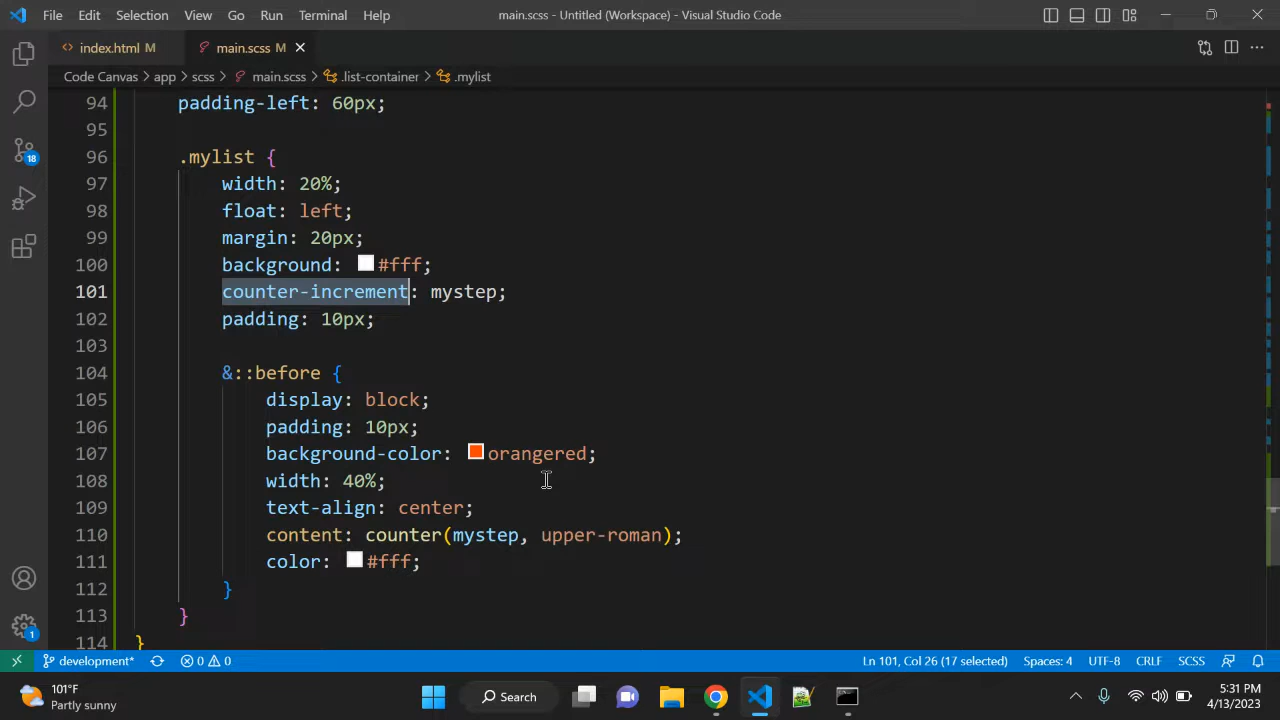 File Edit Selection View Go Run Terminal Help main.scss - Untitled (Workspace) - Visual Studio Code
<> index.html M main.scss M
Code Canvas > app > scss > main.scss > .list-container > .mylist
94 padding-left: 60px;
95
96 .mylist {
97 width: 20%;
98 float: left;
99 margin: 20px;
100 background: #fff;
101 counter-increment: mystep;
102 padding: 10px;
103
104 &::before {
105 display: block;
106 padding: 10px;
107 background-color: orangered;
108 width: 40%;
109 text-align: center;
110 content: counter(mystep, upper-roman);
111 color: #fff;
112 }
113 }
114 }
18
1
development* 0 0 Ln 101, Col 26 (17 selected) Spaces: 4 UTF-8 CRLF SCSS
101°F
Partly sunny
Search
5:31 PM
4/13/2023